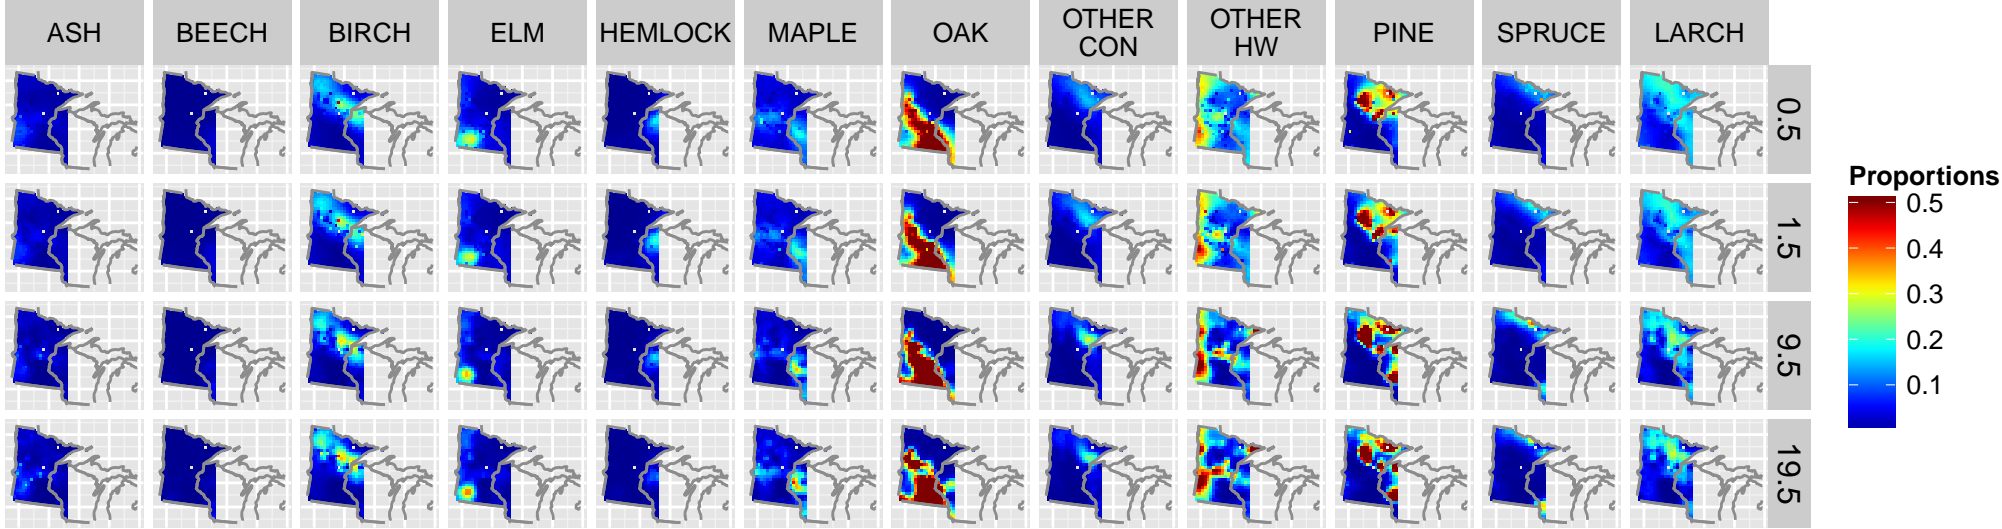 ASH
BEECH
BIRCH
ELM
HEMLOCK
MAPLE
OAK
OTHER
CON
OTHER
HW
PINE
SPRUCE
LARCH
0.5
1.5
9.5
19.5
Proportions
0.5
0.4
0.3
0.2
0.1